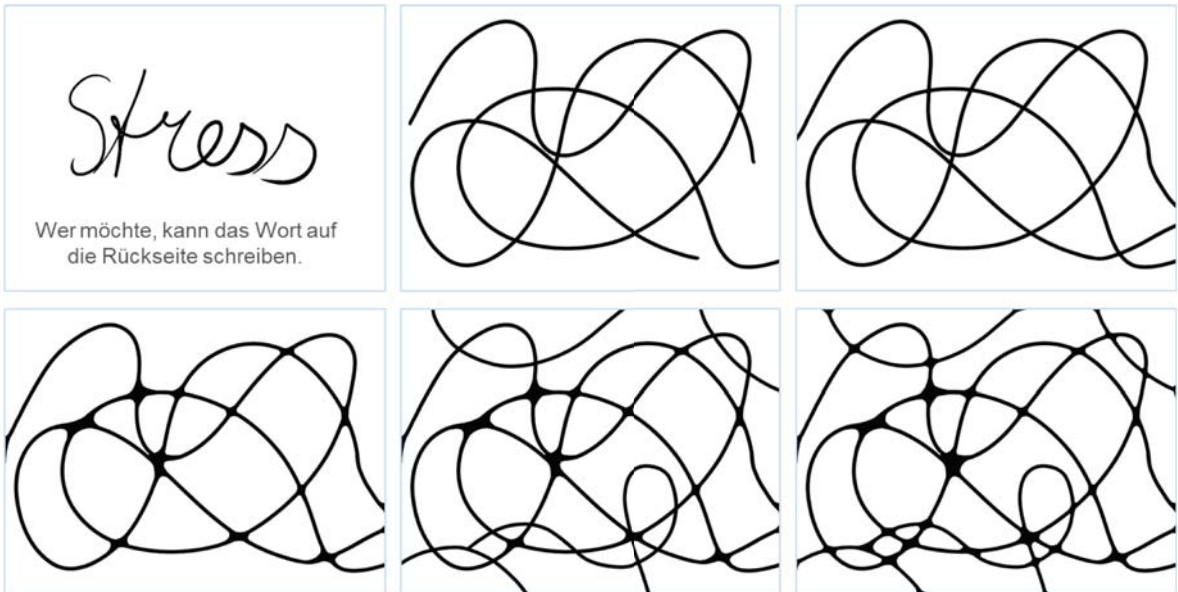 Stress
Wer möchte, kann das Wort auf
die Rückseite schreiben.